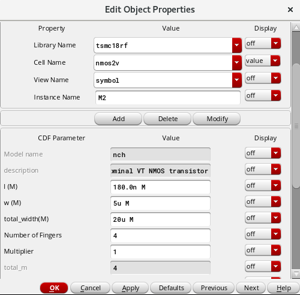 Edit Object Properties
Property Value Display
Library Name tsmc18rf off
Cell Name nmos2v value
View Name symbol off
Instance Name M2 off
Add Delete Modify
CDF Parameter Value Display
Model name nch off
description minal VT NMOS transistor off
l (M) 180.0n M off
w (M) 5u M off
total_width(M) 20u M off
Number of Fingers 4 off
Multiplier 1 off
total_m 4 off
OK Cancel Apply Defaults Previous Next Help